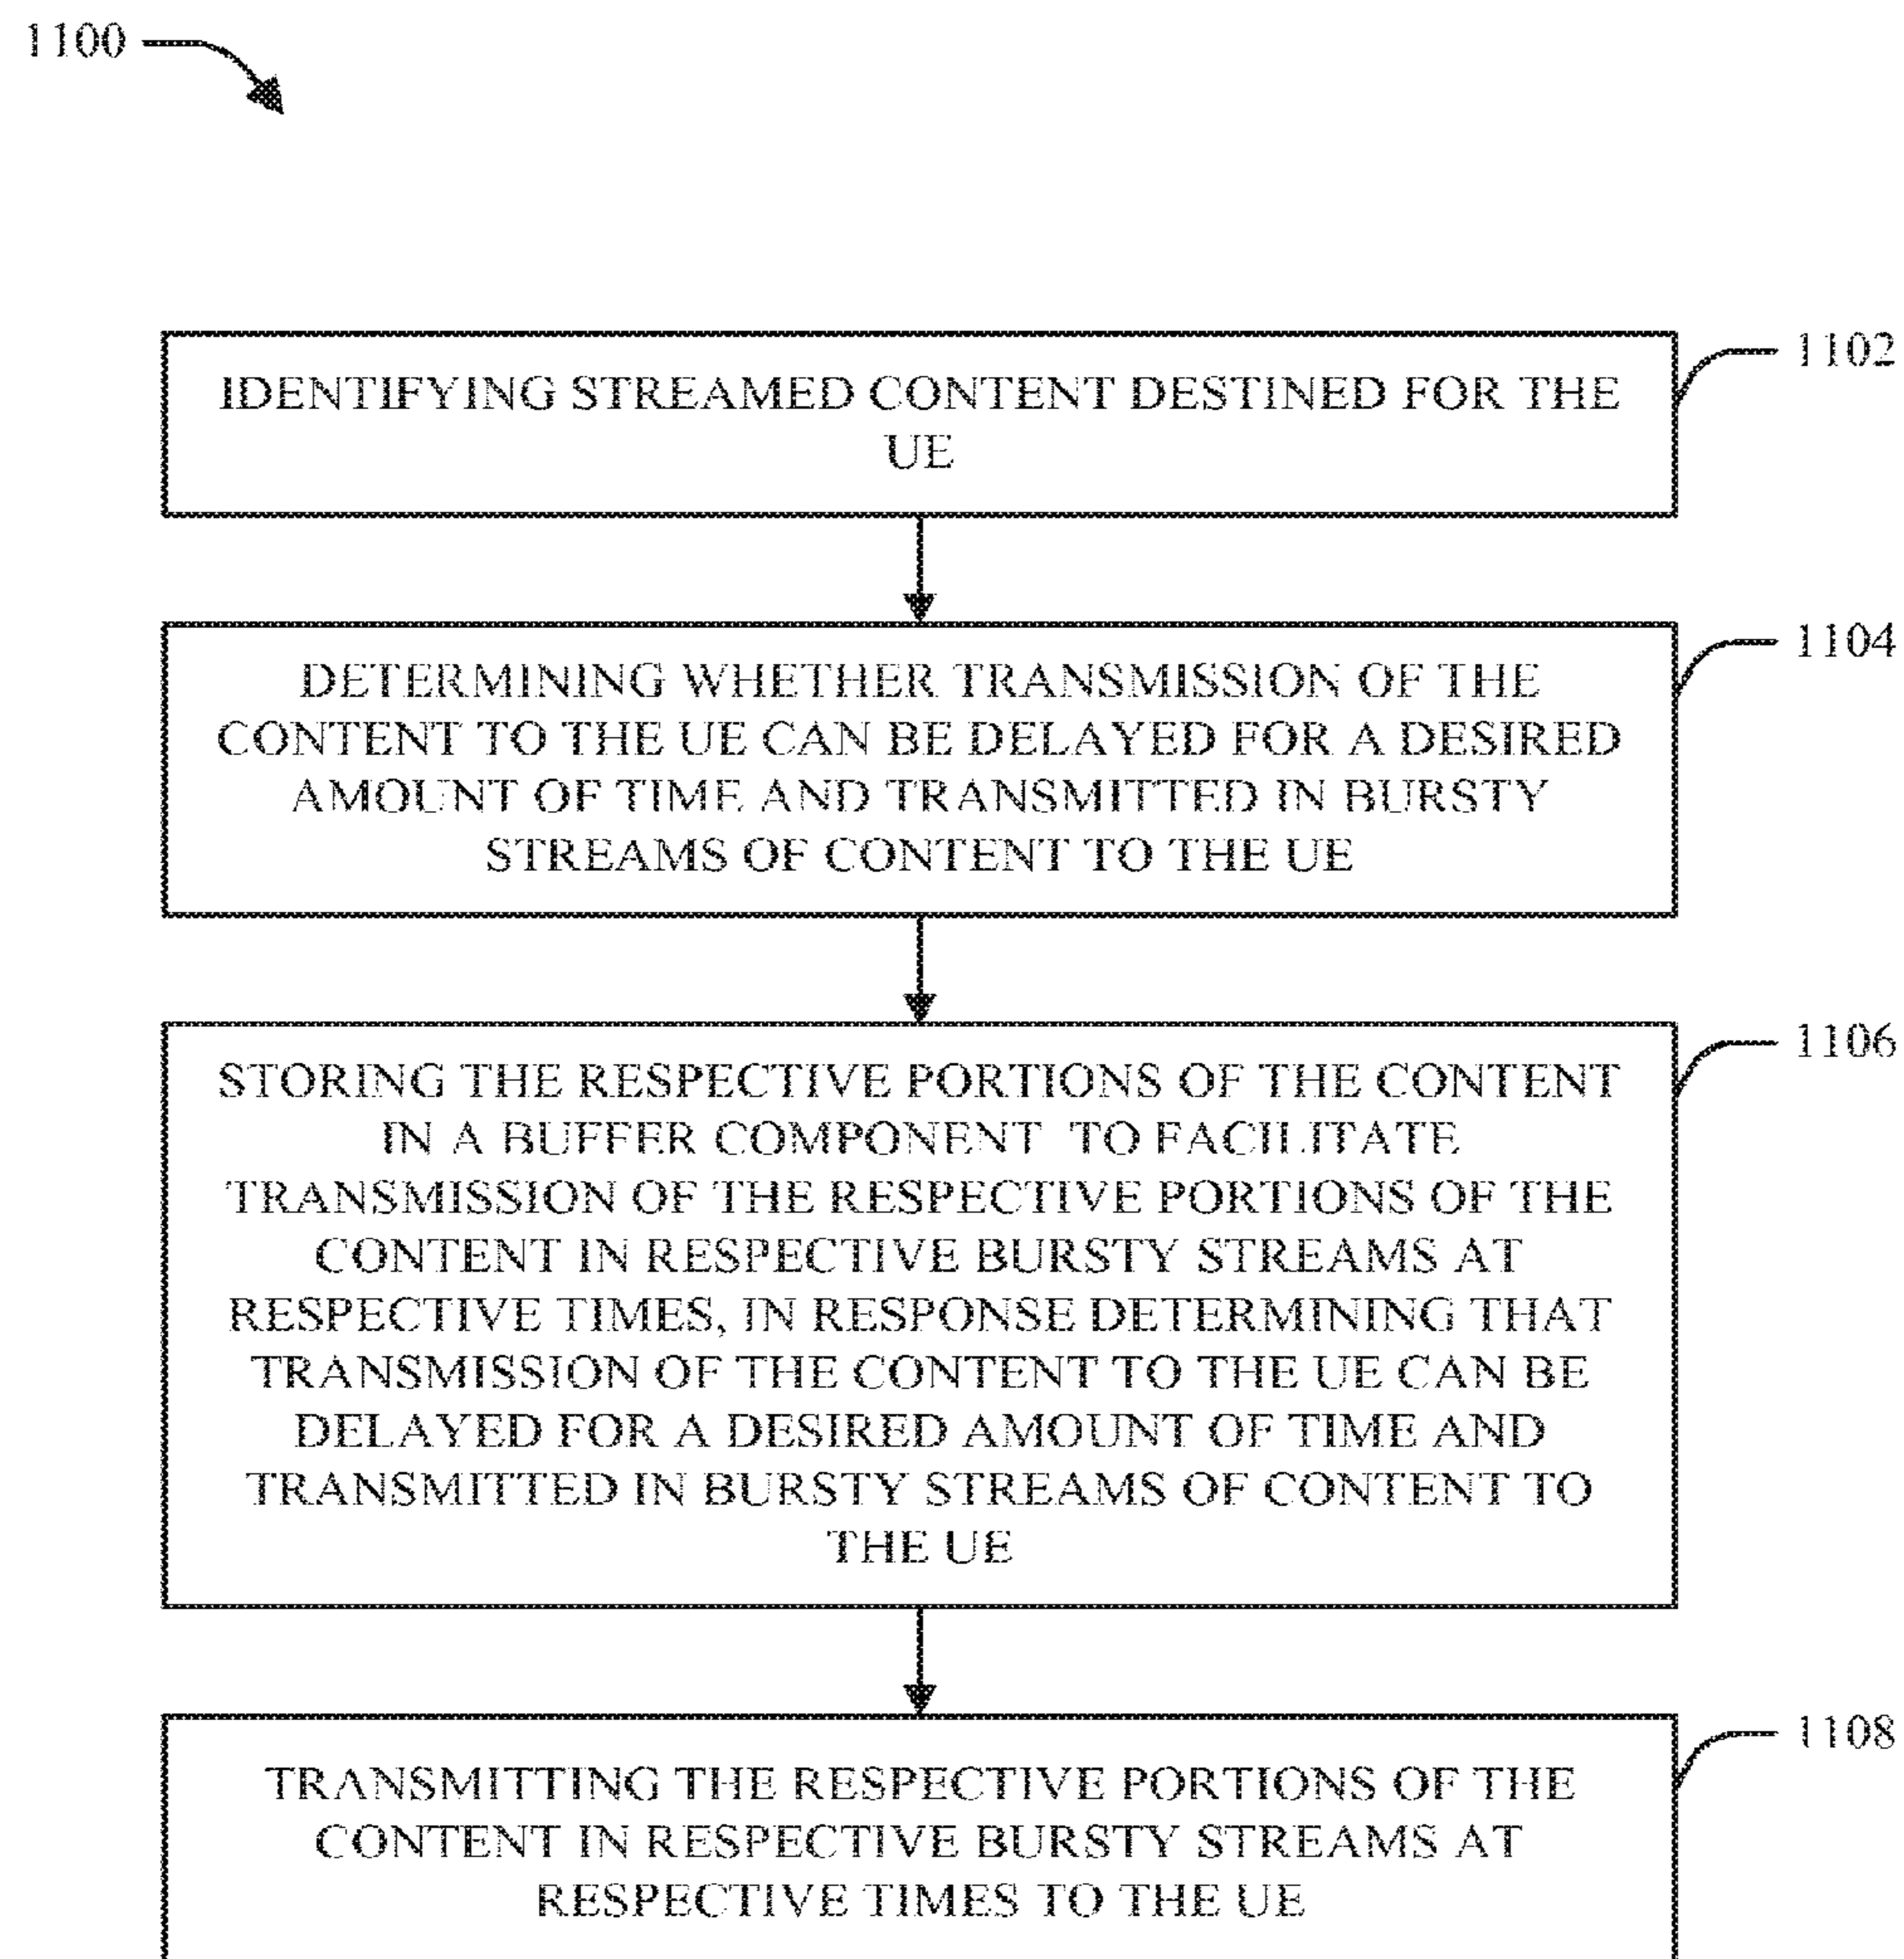 1100
1102
IDENTIFYING STREAMED CONTENT DESTINED FOR THE
UE
1104
DETERMINING WHETHER TRANSMISSION OF THE
CONTENT TO THE UE CAN BE DELAYED FOR A DESIRED
AMOUNT OF TIME AND TRANSMITTED IN BURSTY
STREAMS OF CONTENT TO THE UE
1106
STORING THE RESPECTIVE PORTIONS OF THE CONTENT
IN A BUFFER COMPONENT TO FACILITATE
TRANSMISSION OF THE RESPECTIVE PORTIONS OF THE
CONTENT IN RESPECTIVE BURSTY STREAMS AT
RESPECTIVE TIMES, IN RESPONSE DETERMINING THAT
TRANSMISSION OF THE CONTENT TO THE UE CAN BE
DELAYED FOR A DESIRED AMOUNT OF TIME AND
TRANSMITTED IN BURSTY STREAMS OF CONTENT TO
THE UE
1108
TRANSMITTING THE RESPECTIVE PORTIONS OF THE
CONTENT IN RESPECTIVE BURSTY STREAMS AT
RESPECTIVE TIMES TO THE UE